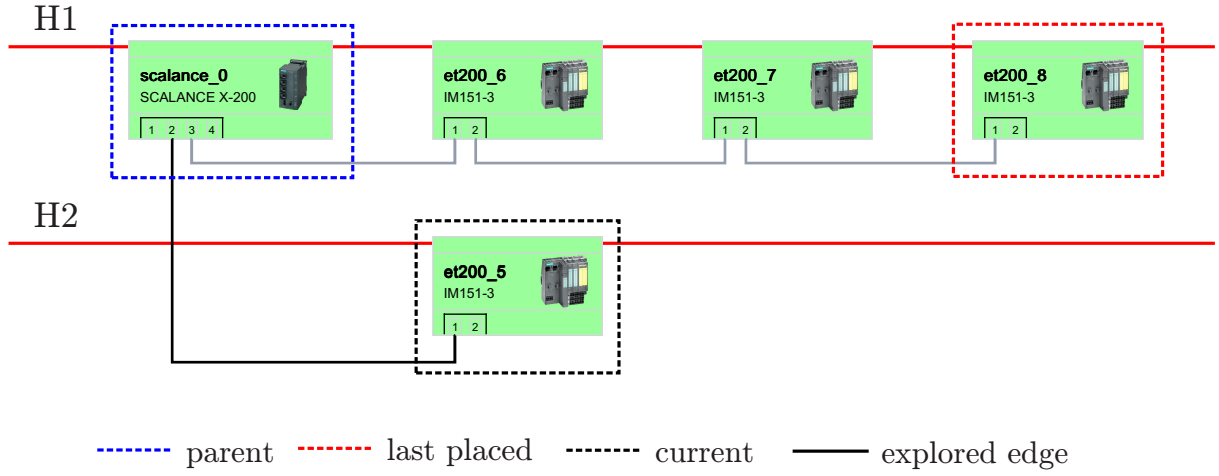 H1
scalance_0
SCALANCE X-200
1 2 3 4
et200_6
IM151-3
1 2
et200_7
IM151-3
1 2
et200_8
IM151-3
1 2
H2
et200_5
IM151-3
1 2
parent last placed current explored edge